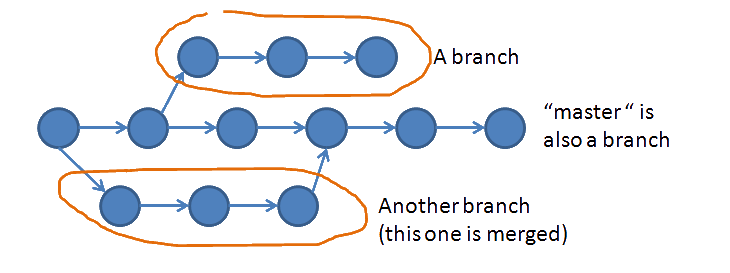 A branch
“master “ is
also a branch
Another branch
(this one is merged)